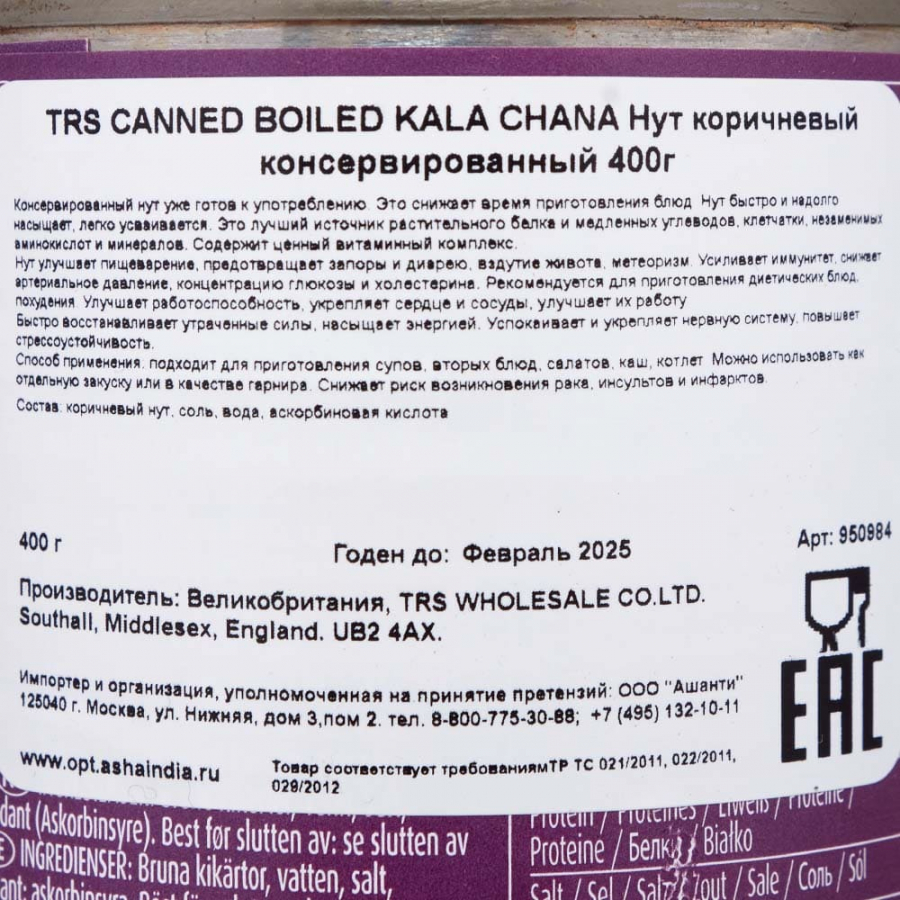 TRS CANNED BOILED KALA CHANA Нут коричневый
консервированный 400г
Консервированный нут уже готов к употреблению. Это снижает время приготовления блюд. Нут быстро и надолго
насыщает, легко усваивается. Это лучший источник растительного белка и медленных углеводов, клетчатки, незаменимых
аминокислот и минералов. Содержит ценный витаминный комплекс.
Нут улучшает пищеварение, предотвращает запоры и диарею, вздутие живота, метеоризм. Усиливает иммунитет, снижает
артериальное давление, концентрацию глюкозы и холестерина. Рекомендуется для приготовления диетических блюд,
похудения. Улучшает работоспособность, укрепляет сердце и сосуды, улучшает их работу
Быстро восстанавливает утраченные силы, насыщает энергией. Успокаивает и укрепляет нервную систему, повышает
стрессоустойчивость.
Способ применения: подходит для приготовления супов, вторых блюд, салатов, каш, котлет. Можно использовать как
отдельную закуску или в качестве гарнира. Снижает риск возникновения рака, инсультов и инфарктов.
Состав: коричневый нут, соль, вода, аскорбиновая кислота
400 г
Годен до: Февраль 2025
Арт: 950984
Производитель: Великобритания, TRS WHOLESALE CO.LTD.
Southall, Middlesex, England. UB2 4AX.
Импортер и организация, уполномоченная на принятие претензий: ООО "Ашанти"
125040 г. Москва, ул. Нижняя, дом 3,пом 2. тел. 8-800-775-30-88; +7 (495) 132-10-11
EAC
www.opt.ashaindia.ru
Товар соответствует требованиямТР ТС 021/2011, 022/2011,
029/2012
dant (Askorbinsyre). Best før slutten av: se slutten av
INGREDIENSER: Bruna kikärtor, vatten, salt,
Protein / Protéines / Eiweiß / Proteine /
Proteine / Белки / Białko
Salt / Sel / Salz / Zout / Sale / Соль / Sól